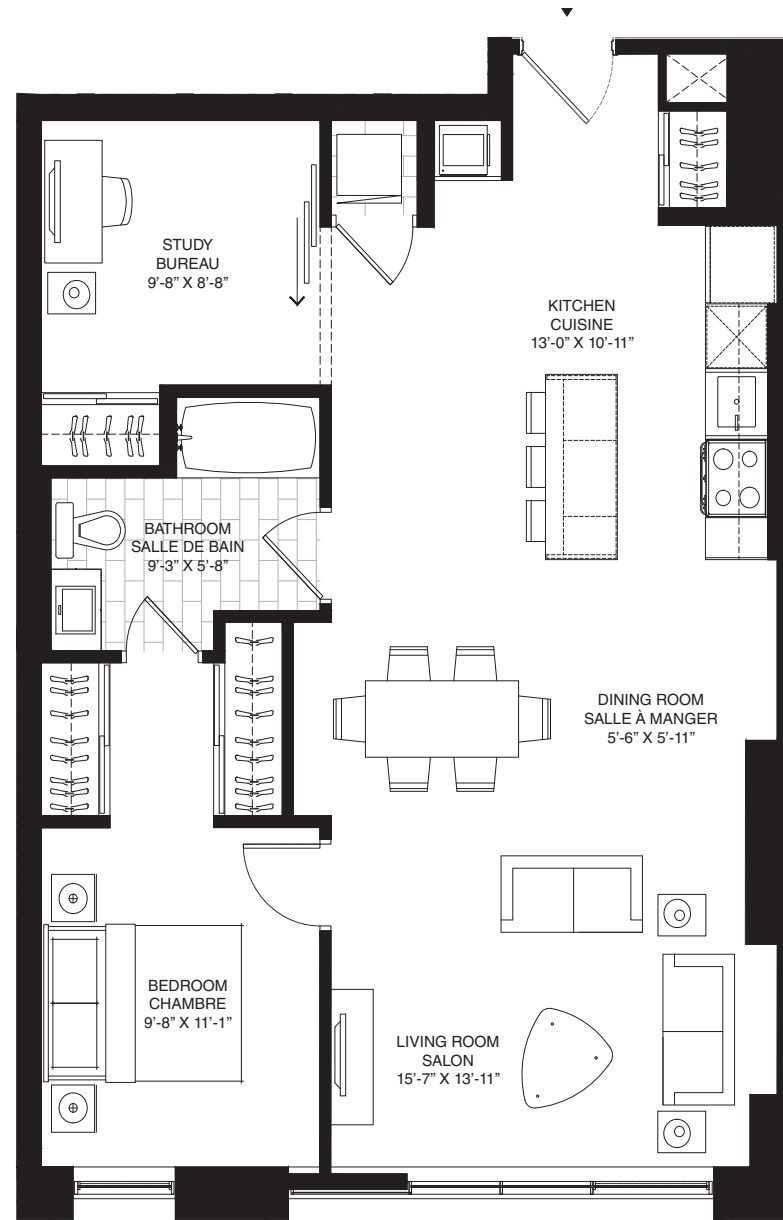 STUDY
BUREAU
9’-8” X 8’-8”
KITCHEN
CUISINE
13’-0” X 10’-11”
BATHROOM
SALLE DE BAIN
9’-3” X 5’-8”
DINING ROOM
SALLE À MANGER
5’-6” X 5’-11”
BEDROOM
CHAMBRE
9’-8” X 11’-1”
LIVING ROOM
SALON
15’-7” X 13’-11”